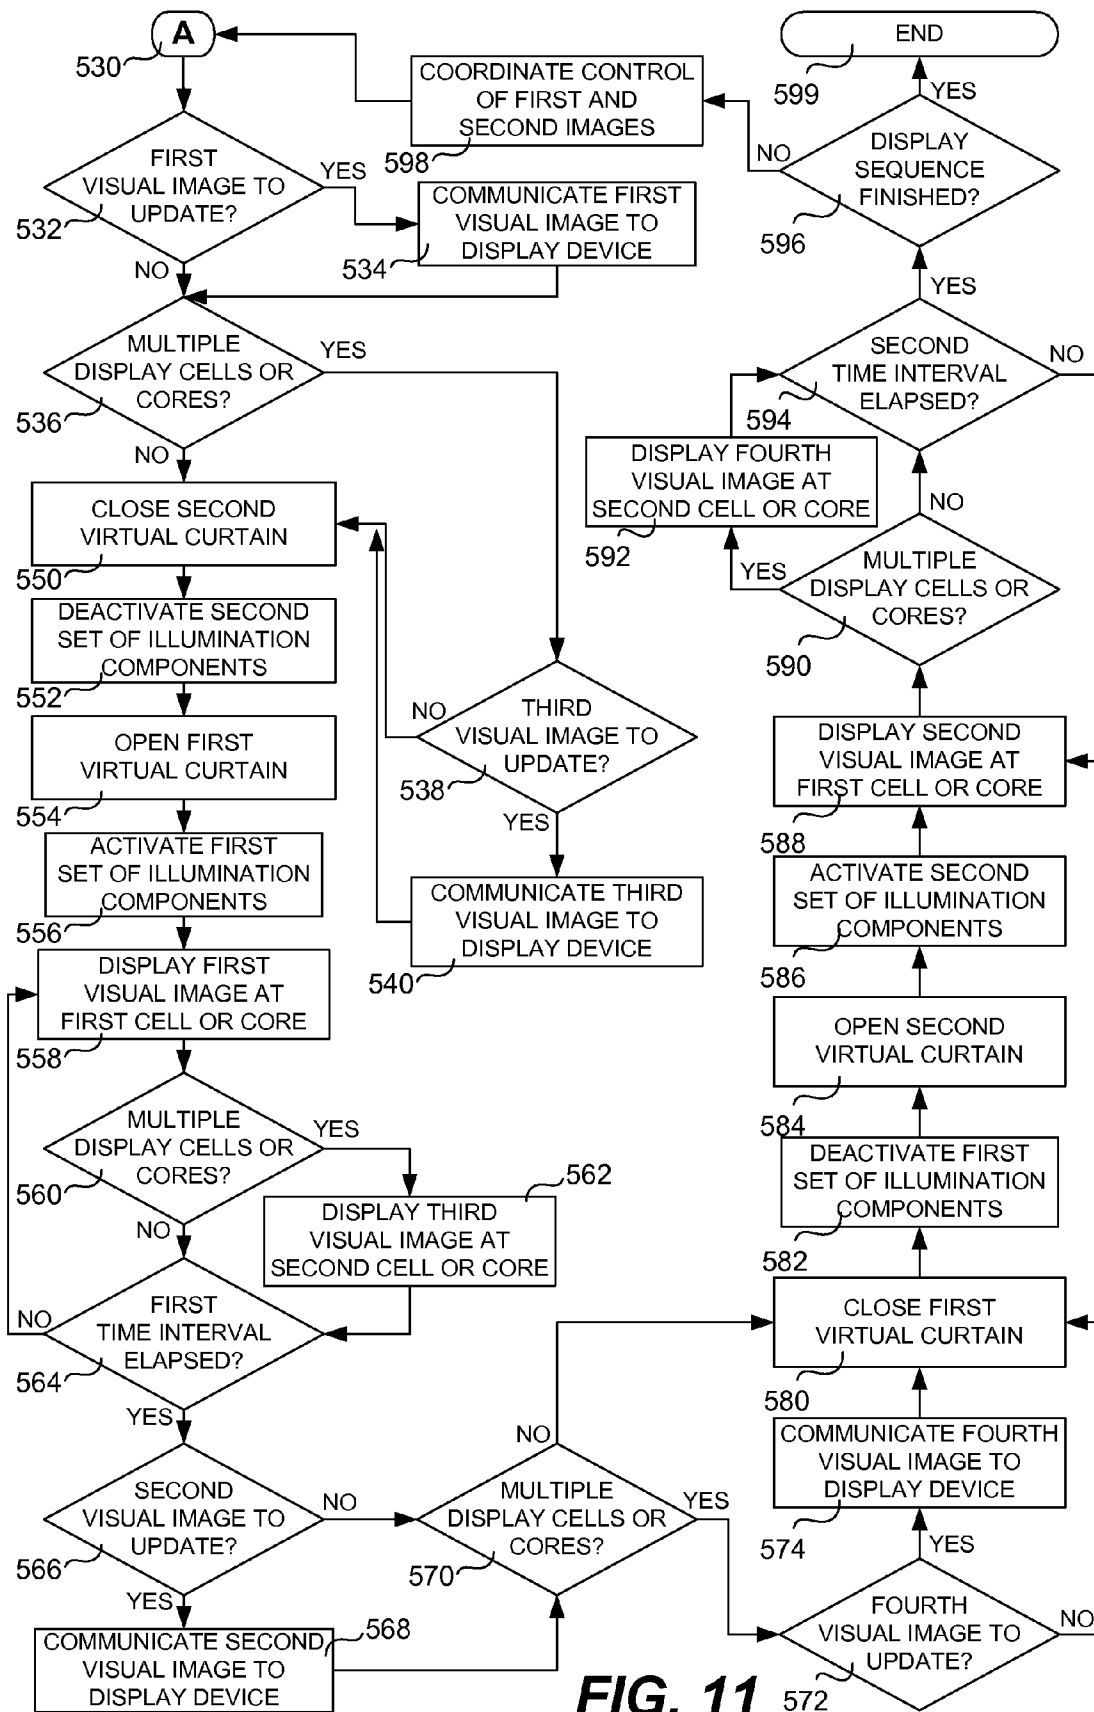 A
530
FIRST
VISUAL IMAGE TO
UPDATE?
532
YES
NO
COMMUNICATE FIRST
VISUAL IMAGE TO
DISPLAY DEVICE
534
MULTIPLE
DISPLAY CELLS OR
CORES?
536
YES
NO
THIRD
VISUAL IMAGE TO
UPDATE?
538
NO
YES
COMMUNICATE THIRD
VISUAL IMAGE TO
DISPLAY DEVICE
540
CLOSE SECOND
VIRTUAL CURTAIN
550
DEACTIVATE SECOND
SET OF ILLUMINATION
COMPONENTS
552
OPEN FIRST
VIRTUAL CURTAIN
554
ACTIVATE FIRST
SET OF ILLUMINATION
COMPONENTS
556
DISPLAY FIRST
VISUAL IMAGE AT
FIRST CELL OR CORE
558
MULTIPLE
DISPLAY CELLS OR
CORES?
560
YES
NO
562
DISPLAY THIRD
VISUAL IMAGE AT
SECOND CELL OR CORE
FIRST
TIME INTERVAL
ELAPSED?
564
NO
YES
SECOND
VISUAL IMAGE TO
UPDATE?
566
NO
YES
COMMUNICATE SECOND
VISUAL IMAGE TO
DISPLAY DEVICE
568
MULTIPLE
DISPLAY CELLS OR
CORES?
570
NO
YES
FOURTH
VISUAL IMAGE TO
UPDATE?
572
NO
YES
COMMUNICATE FOURTH
VISUAL IMAGE TO
DISPLAY DEVICE
574
CLOSE FIRST
VIRTUAL CURTAIN
580
DEACTIVATE FIRST
SET OF ILLUMINATION
COMPONENTS
582
OPEN SECOND
VIRTUAL CURTAIN
584
ACTIVATE SECOND
SET OF ILLUMINATION
COMPONENTS
586
DISPLAY SECOND
VISUAL IMAGE AT
FIRST CELL OR CORE
588
MULTIPLE
DISPLAY CELLS OR
CORES?
590
YES
NO
DISPLAY FOURTH
VISUAL IMAGE AT
SECOND CELL OR CORE
592
SECOND
TIME INTERVAL
ELAPSED?
594
NO
YES
DISPLAY
SEQUENCE
FINISHED?
596
NO
YES
COORDINATE CONTROL
OF FIRST AND
SECOND IMAGES
598
END
599
FIG. 11